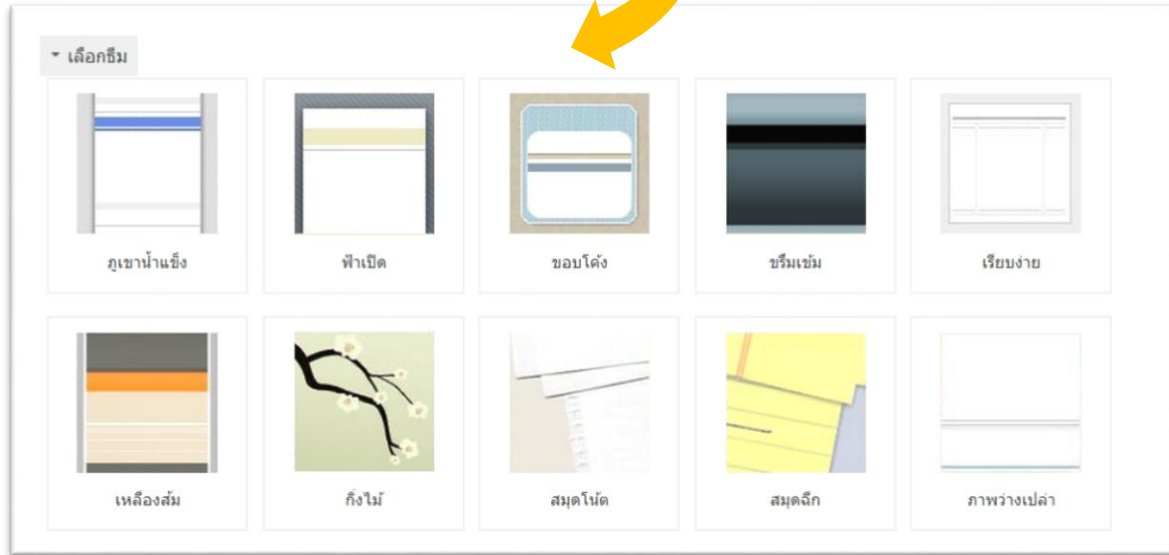 เลือกธีม
ภูเขาน้ำแข็ง ฟ้าเปิด ขอบโค้ง ขรึมเข้ม เรียบง่าย
เหลืองส้ม กิ่งไม้ สมุดโน้ต สมุดฉีก ภาพว่างเปล่า